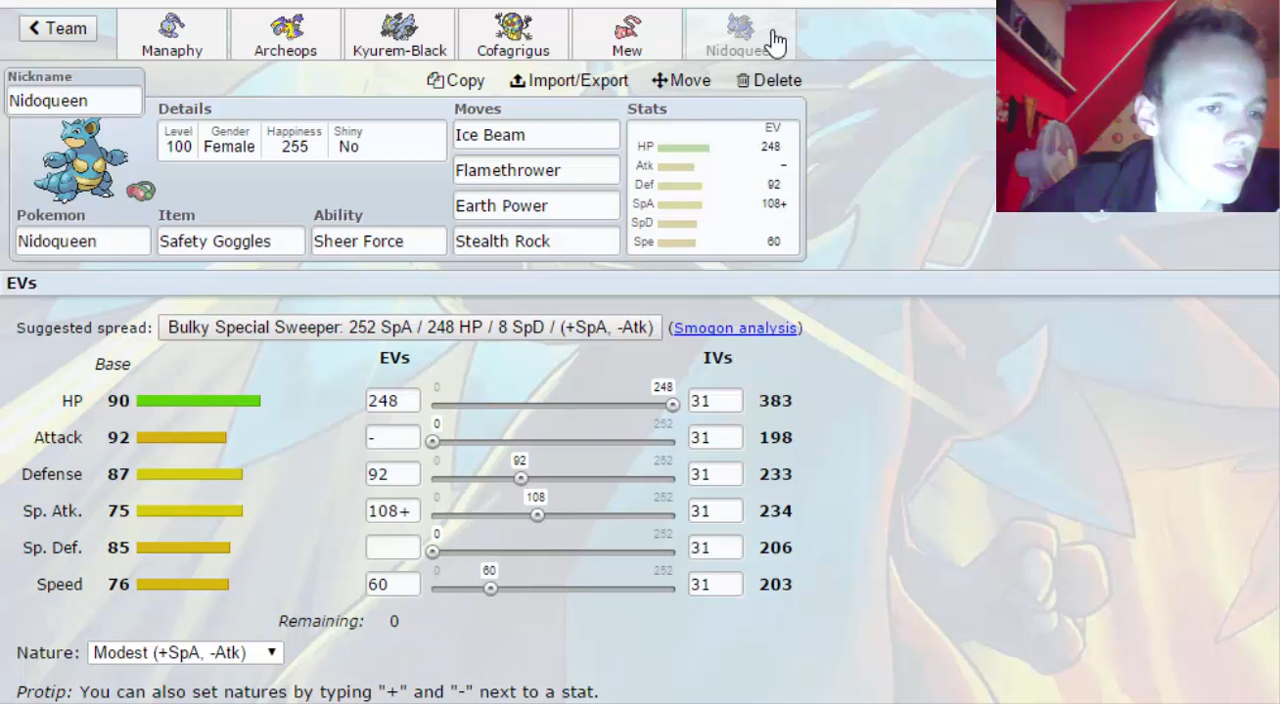 Team
Manaphy
Archeops
Kyurem-Black
Cofagrigus
Mew
Nidoquee
Nickname
Nidoqueen
Copy
Import/Export
Move
Delete
Details
Level
Gender
Happiness
Shiny
100
Female
255
No
Moves
Ice Beam
Flamethrower
Earth Power
Stealth Rock
Stats
EV
HP 248
Atk -
Def 92
SpA 108+
SpD
Spe 60
Pokemon
Nidoqueen
Item
Safety Goggles
Ability
Sheer Force
EVs
Suggested spread: Bulky Special Sweeper: 252 SpA / 248 HP / 8 SpD / (+SpA, -Atk) (Smogon analysis)
Base EVs IVs
HP 90 248 0 248 31 383
Attack 92 - 0 252 31 198
Defense 87 92 0 92 252 31 233
Sp. Atk. 75 108+ 0 108 252 31 234
Sp. Def. 85 0 252 31 206
Speed 76 60 0 60 252 31 203
Remaining: 0
Nature: Modest (+SpA, -Atk)
Protip: You can also set natures by typing "+" and "-" next to a stat.